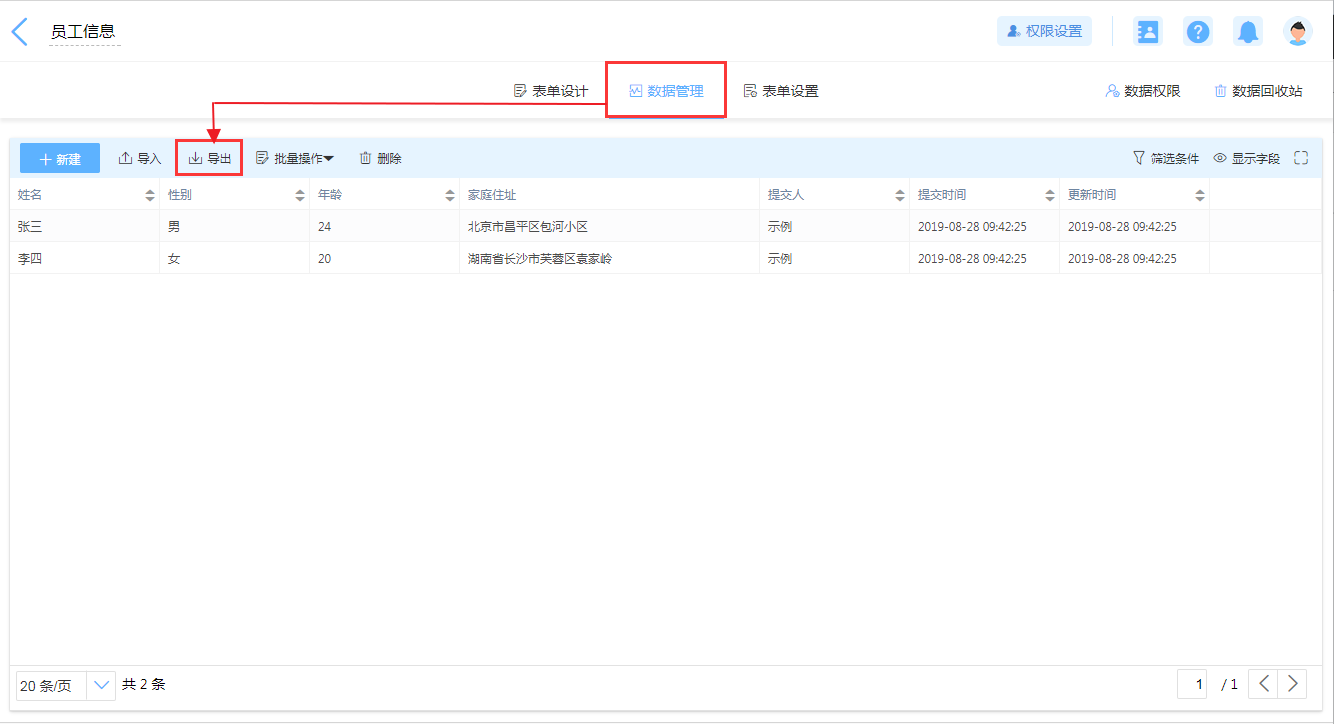 员工信息 权限设置
表单设计 数据管理 表单设置 数据权限 数据回收站
新建 导入 导出 批量操作 删除 筛选条件 显示字段
姓名 性别 年龄 家庭住址 提交人 提交时间 更新时间
张三 男 24 北京市昌平区包河小区 示例 2019-08-28 09:42:25 2019-08-28 09:42:25
李四 女 20 湖南省长沙市芙蓉区袁家岭 示例 2019-08-28 09:42:25 2019-08-28 09:42:25
20 条/页 共 2 条 1 / 1